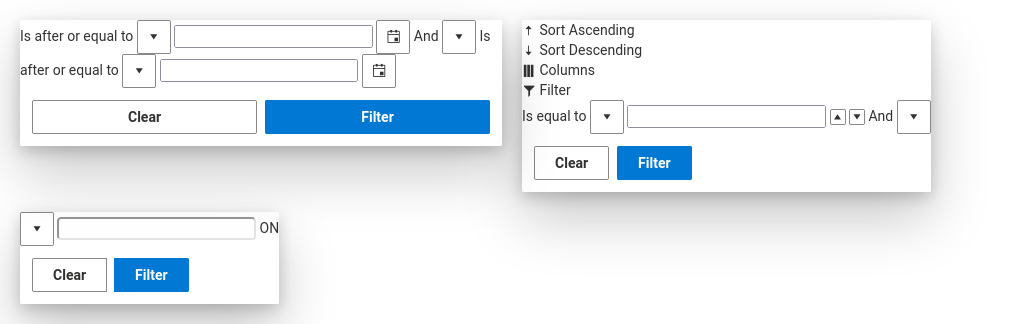 Is after or equal to And Is
after or equal to
Clear Filter
Sort Ascending
Sort Descending
Columns
Filter
Is equal to And
Clear Filter
ON
Clear Filter